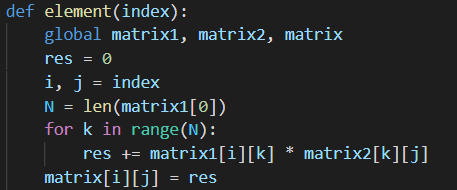 def element(index):
    global matrix1, matrix2, matrix
    res = 0
    i, j = index
    N = len(matrix1[0])
    for k in range(N):
        res += matrix1[i][k] * matrix2[k][j]
    matrix[i][j] = res